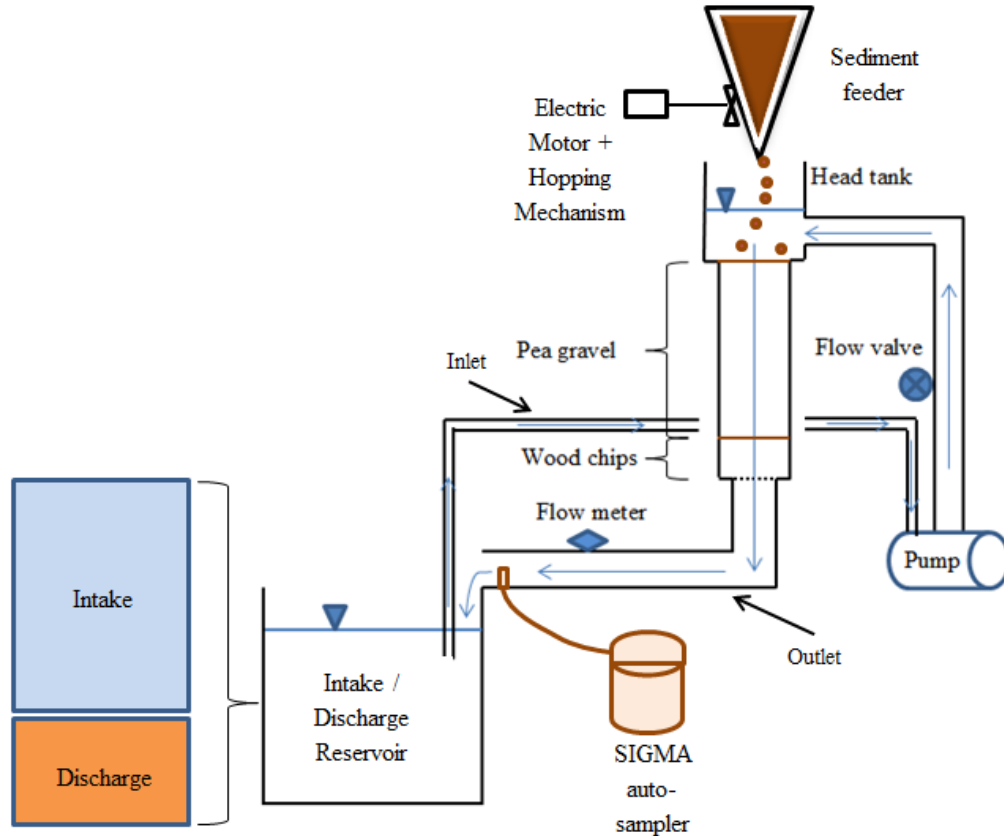 Sediment
feeder
Electric
Motor +
Hopping
Mechanism
Head tank
Pea gravel
Flow valve
Inlet
Wood chips
Flow meter
Pump
Intake
Outlet
Intake /
Discharge
Reservoir
Discharge
SIGMA
auto-
sampler